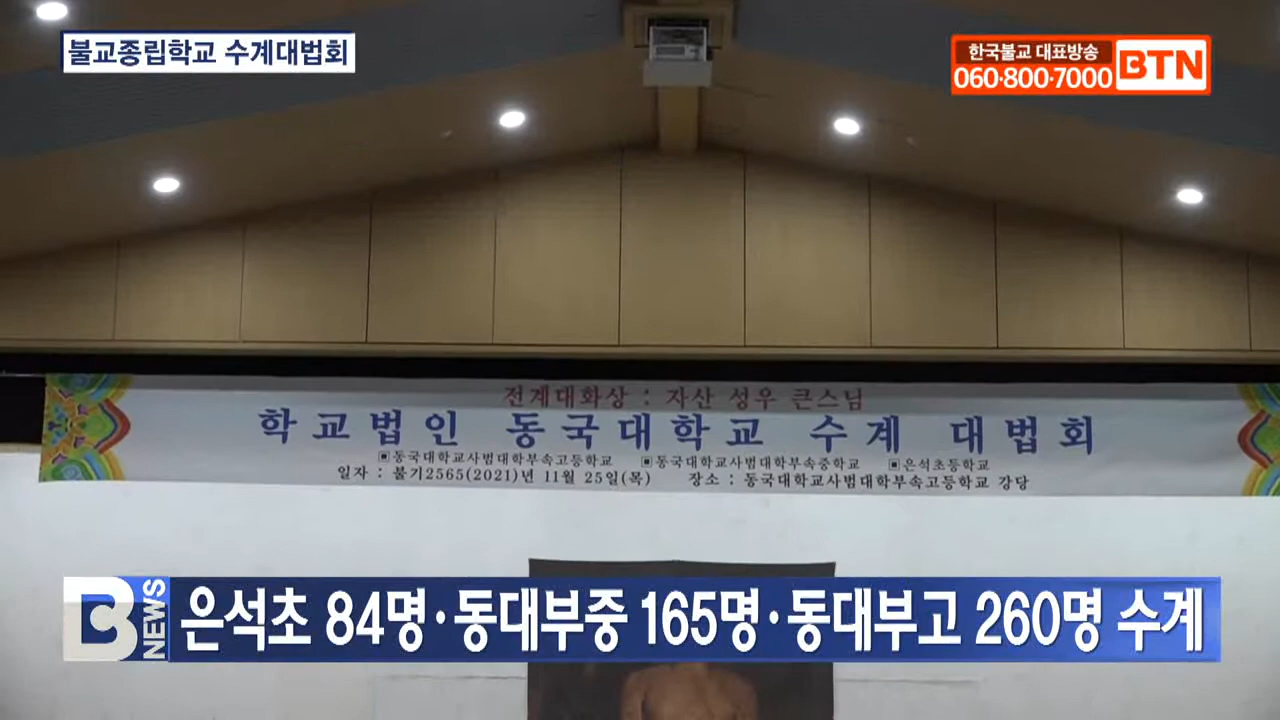 불교종립학교 수계대법회
한국불교 대표방송
060·800·7000
BTN
전계대화상 : 자산 성우 큰스님
학교법인 동국대학교 수계 대법회
▣동국대학교사범대학부속고등학교 ▣동국대학교사범대학부속중학교 ▣은석초등학교
일자 : 불기2565(2021)년 11월 25일(목) 장소 : 동국대학교사범대학부속고등학교 강당
B NEWS
은석초 84명·동대부중 165명·동대부고 260명 수계